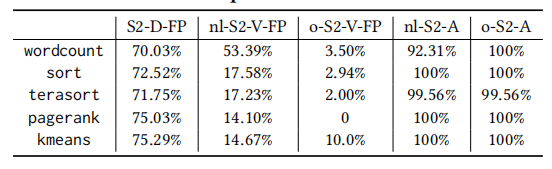 S2-D-FP nl-S2-V-FP o-S2-V-FP nl-S2-A o-S2-A
wordcount 70.03% 53.39% 3.50% 92.31% 100%
sort 72.52% 17.58% 2.94% 100% 100%
terasort 71.75% 17.23% 2.00% 99.56% 99.56%
pagerank 75.03% 14.10% 0 100% 100%
kmeans 75.29% 14.67% 10.0% 100% 100%